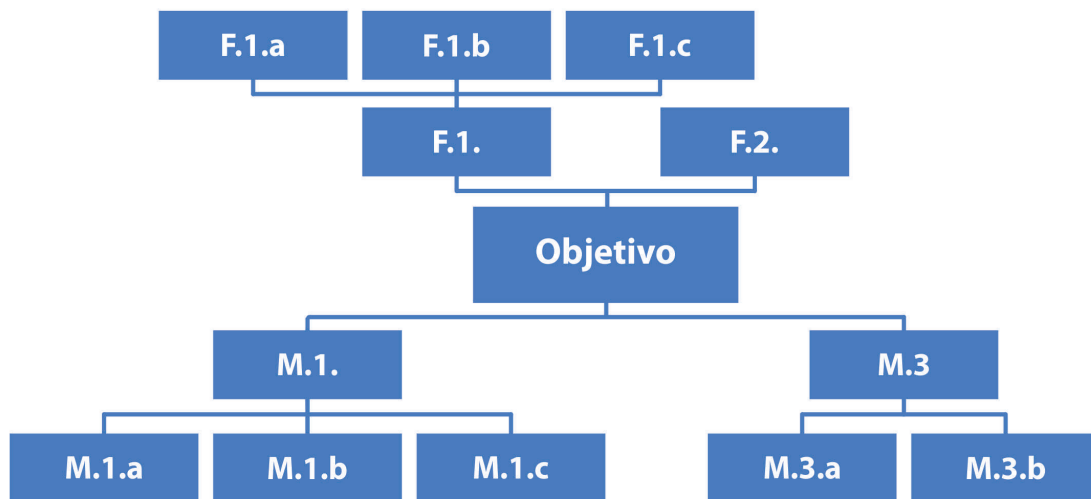 F.1.a
F.1.b
F.1.c
F.1.
F.2.
Objetivo
M.1.
M.3
M.1.a
M.1.b
M.1.c
M.3.a
M.3.b